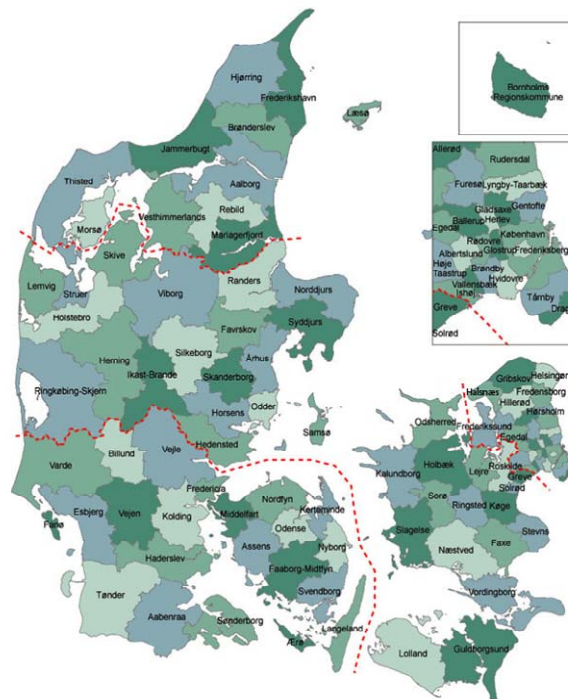 Hjørring
Frederikshavn
Læsø
Brønderslev
Jammerbugt
Thisted
Aalborg
Vesthimmerlands
Rebild
Morsø
Mariagerfjord
Skive
Lemvig
Struer
Viborg
Randers
Norddjurs
Holstebro
Favrskov
Syddjurs
Silkeborg
Herning
Århus
Ikast-Brande
Skanderborg
Ringkøbing-Skjern
Horsens
Odder
Samsø
Hedensted
Billund
Vejle
Varde
Fredericia
Nordfyn
Middelfart
Kerteminde
Esbjerg
Vejen
Kolding
Odense
Fanø
Assens
Nyborg
Haderslev
Faaborg-Midtfyn
Svendborg
Tønder
Aabenraa
Sønderborg
Langeland
Ærø
Bornholms
Regionskommune
Allerød
Rudersdal
Furesø
Lyngby-Taarbæk
Gladsaxe
Gentofte
Ballerup
Herlev
Egedal
København
Rødovre
Glostrup
Frederiksberg
Albertslund
Høje
Taastrup
Brøndby
Hvidovre
Vallensbæk
Ishøj
Tårnby
Greve
Drag
Solrød
Gribskov
Helsingør
Halsnæs
Fredensborg
Hillerød
Odsherred
Frederikssund
Hørsholm
Egedal
Holbæk
Kalundborg
Lejre
Roskilde
Greve
Solrød
Sorø
Ringsted
Køge
Slagelse
Stevns
Næstved
Faxe
Vordingborg
Lolland
Guldborgsund